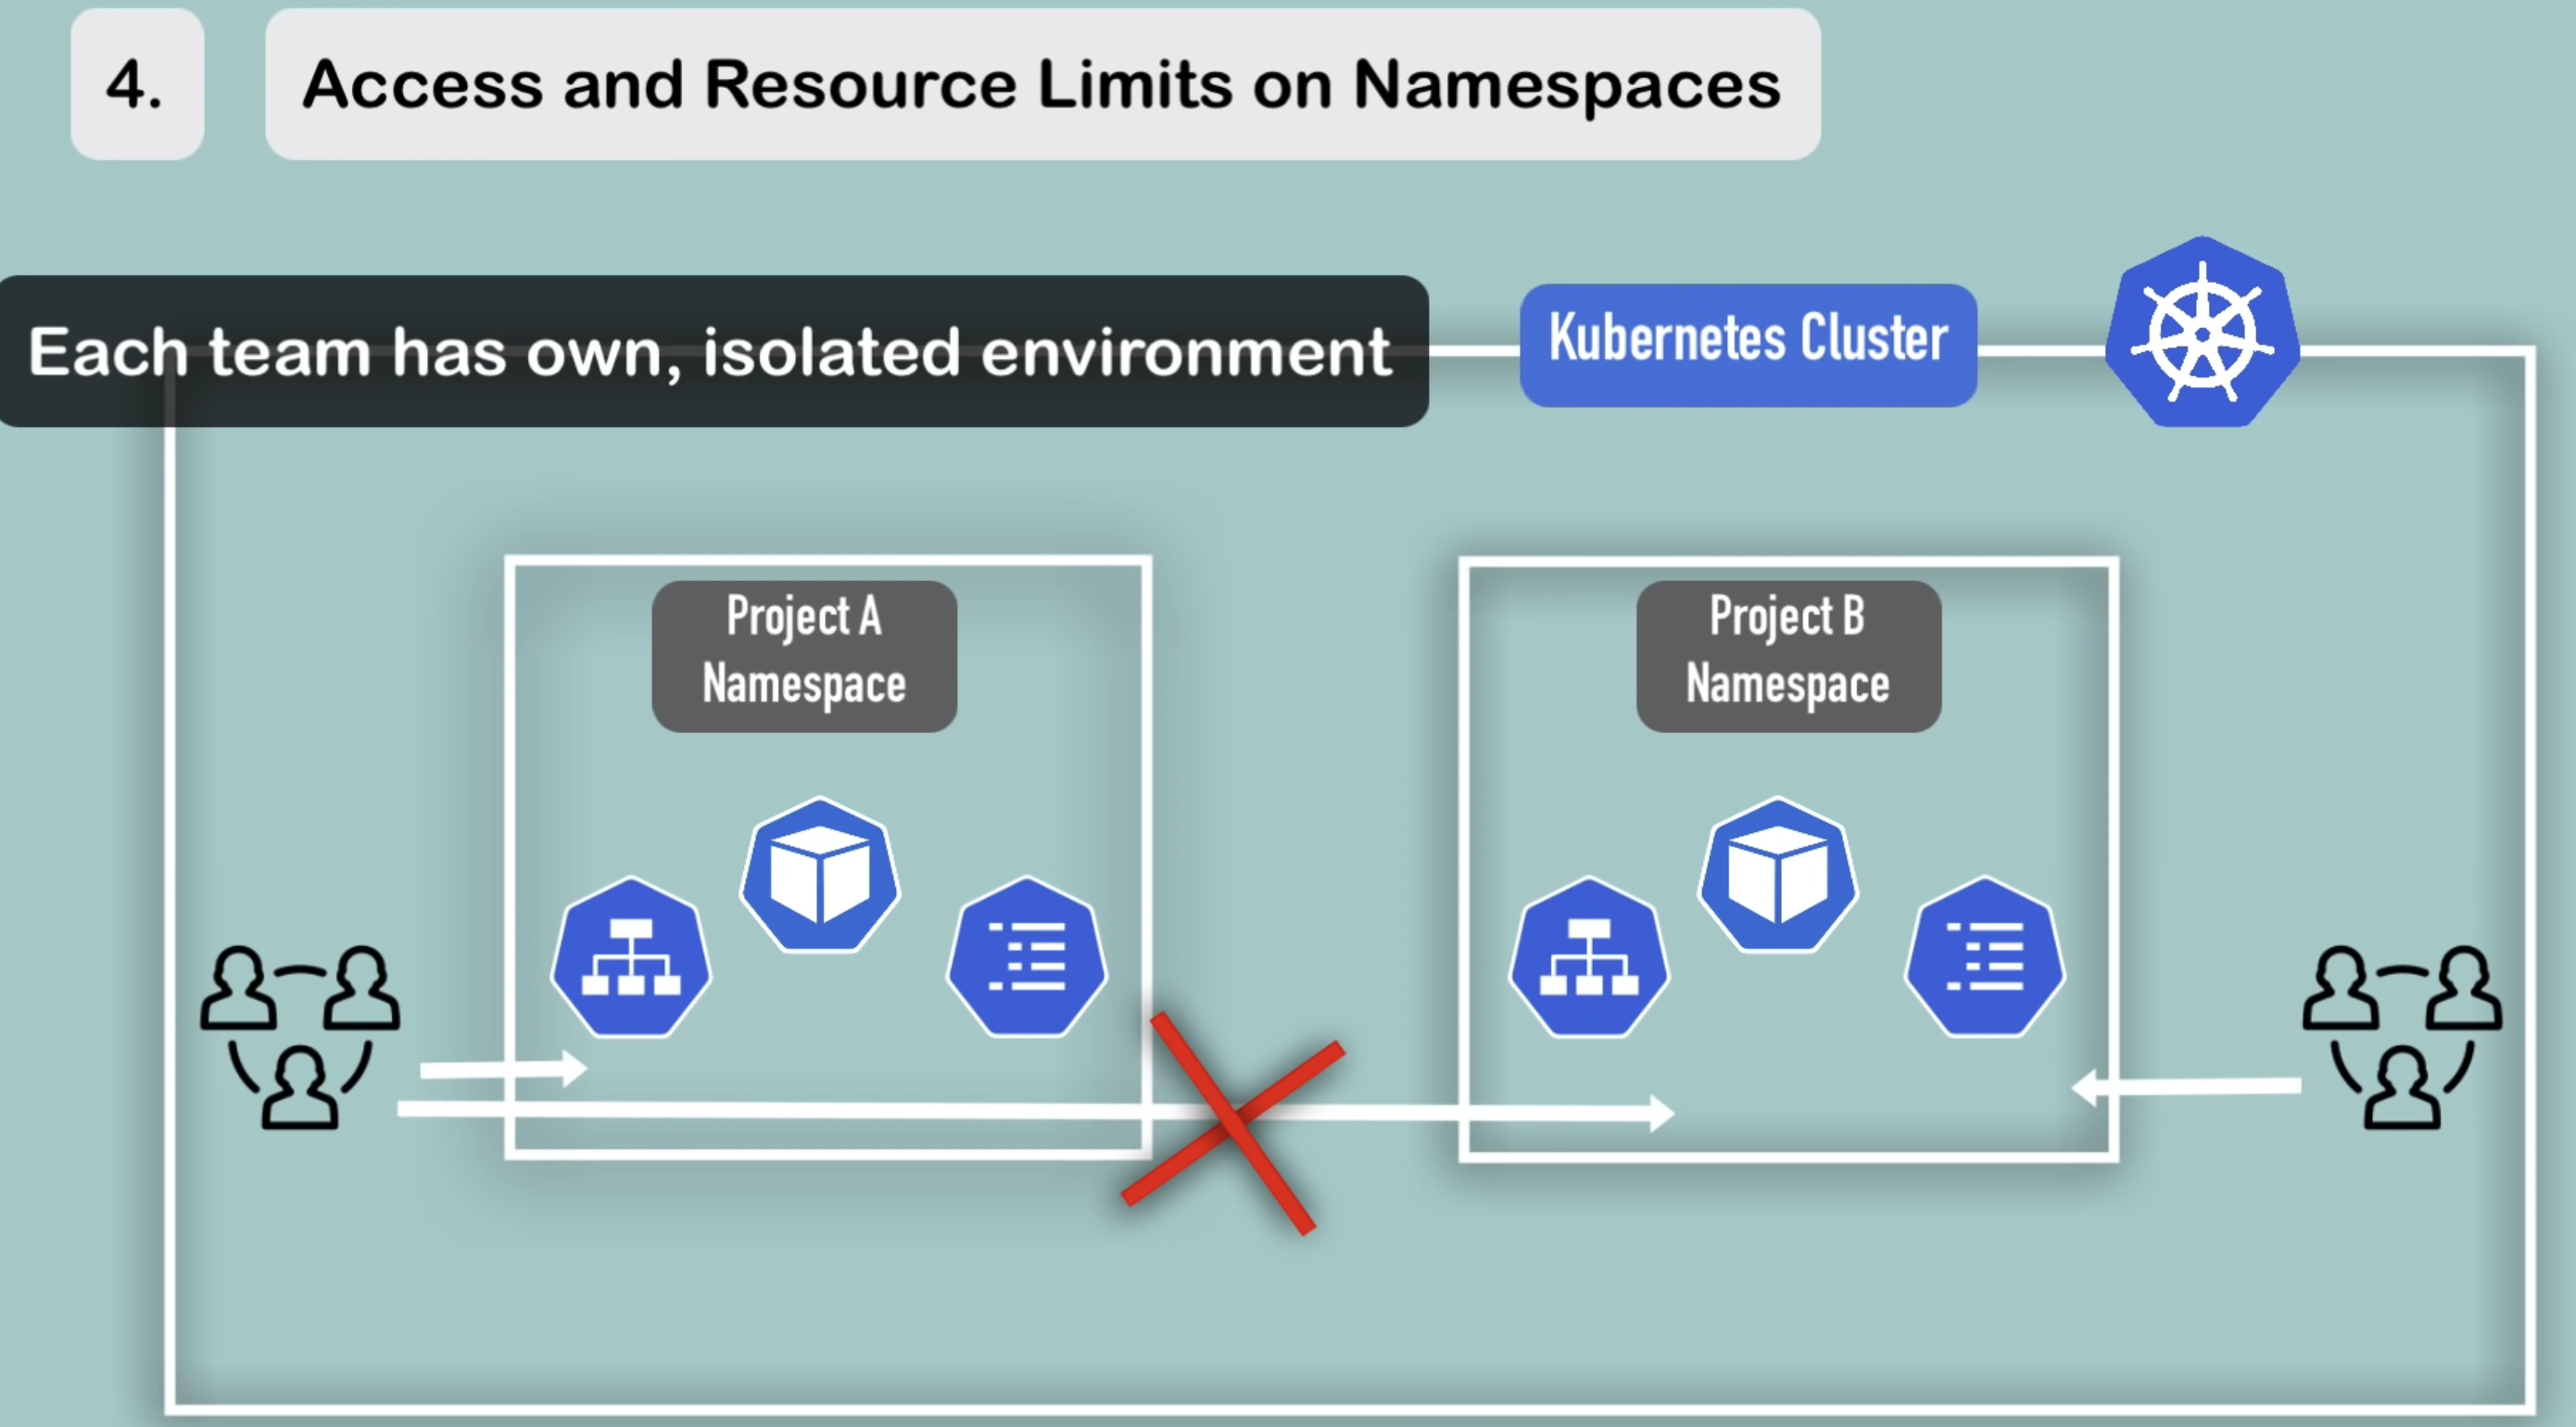 4.
Access and Resource Limits on Namespaces
Each team has own, isolated environment
Kubernetes Cluster
Project A
Namespace
Project B
Namespace